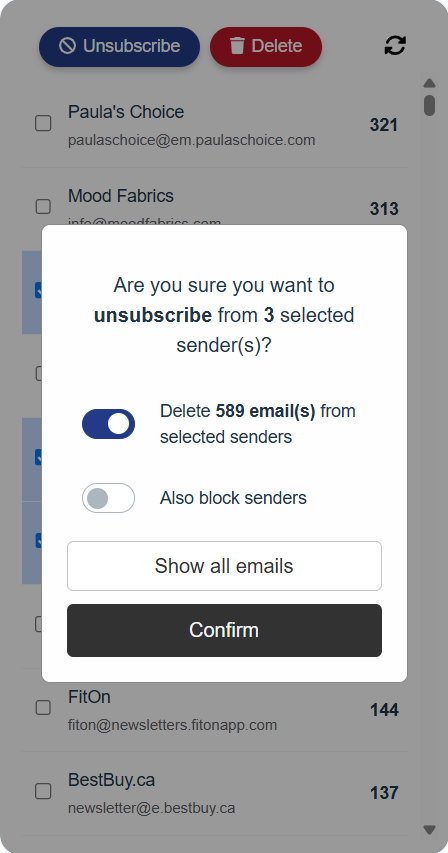 Unsubscribe
Delete
Paula's Choice
321
paulaschoice@em.paulaschoice.com
Mood Fabrics
313
info@moodfabrics.com
Are you sure you want to
unsubscribe from 3 selected
sender(s)?
Delete 589 email(s) from
selected senders
Also block senders
Show all emails
Confirm
FitOn
144
fiton@newsletters.fitonapp.com
BestBuy.ca
137
newsletter@e.bestbuy.ca